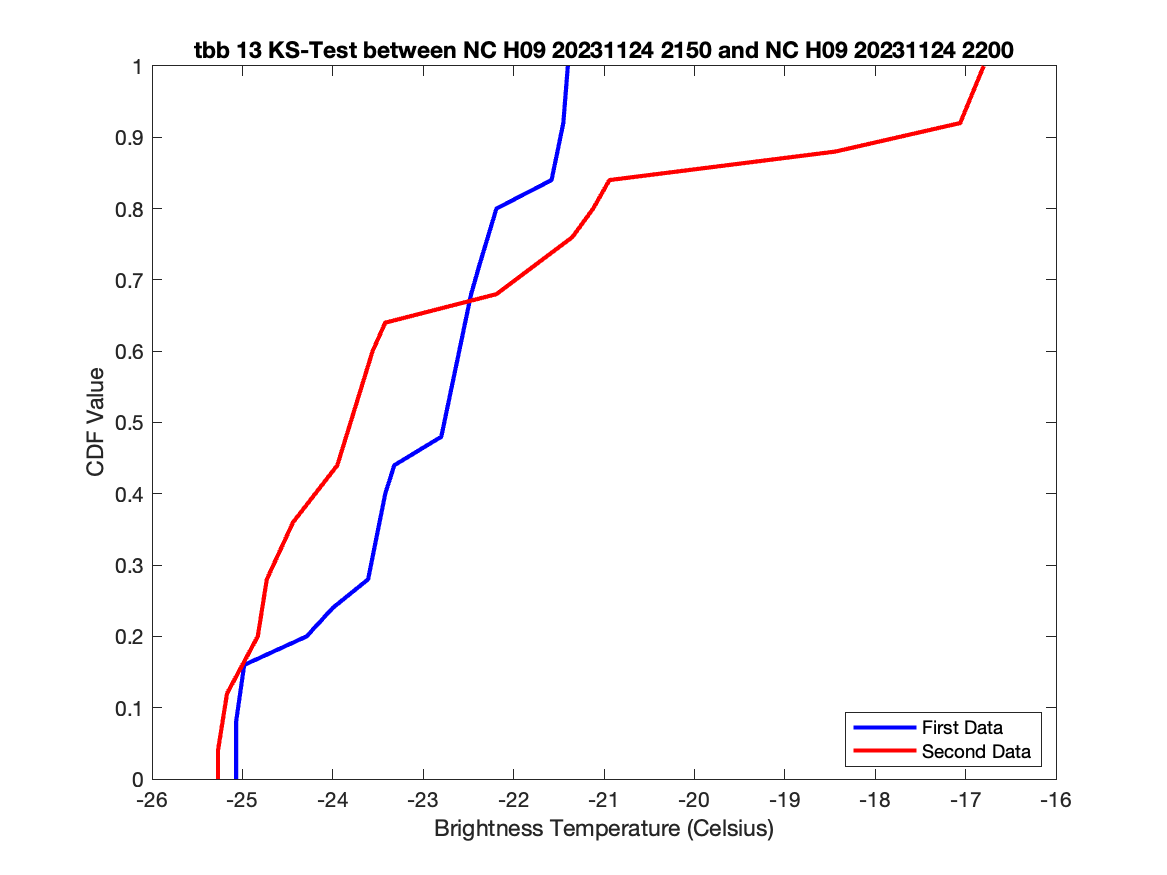 tbb 13 KS-Test between NC H09 20231124 2150 and NC H09 20231124 2200
1
0.9
0.8
0.7
0.6
0.5
0.4
0.3
0.2
0.1
0
CDF Value
First Data
Second Data
-26 -25 -24 -23 -22 -21 -20 -19 -18 -17 -16
Brightness Temperature (Celsius)